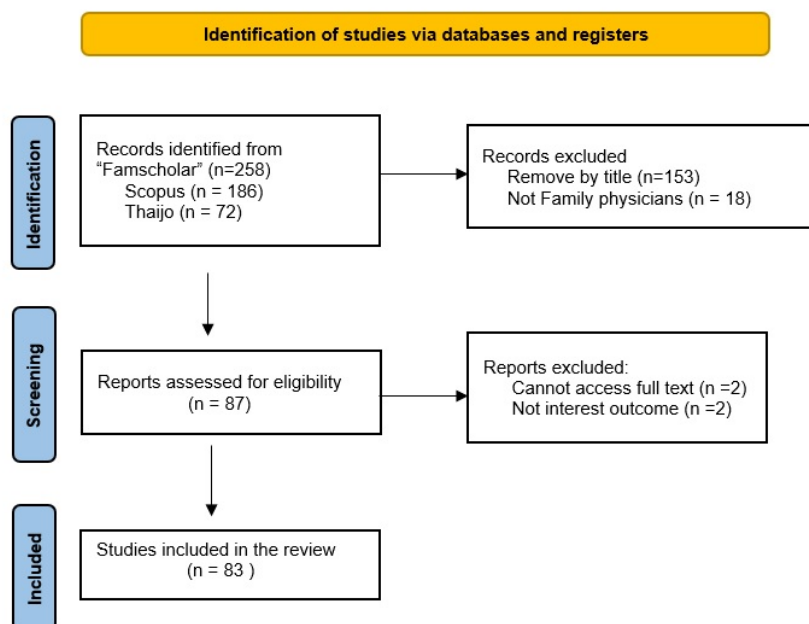 Identification of studies via databases and registers
Identification
Records identified from
“Famscholar” (n=258)
Scopus (n = 186)
Thaijo (n = 72)
Records excluded
Remove by title (n=153)
Not Family physicians (n = 18)
Screening
Reports assessed for eligibility
(n = 87)
Reports excluded:
Cannot access full text (n =2)
Not interest outcome (n =2)
Included
Studies included in the review
(n = 83 )